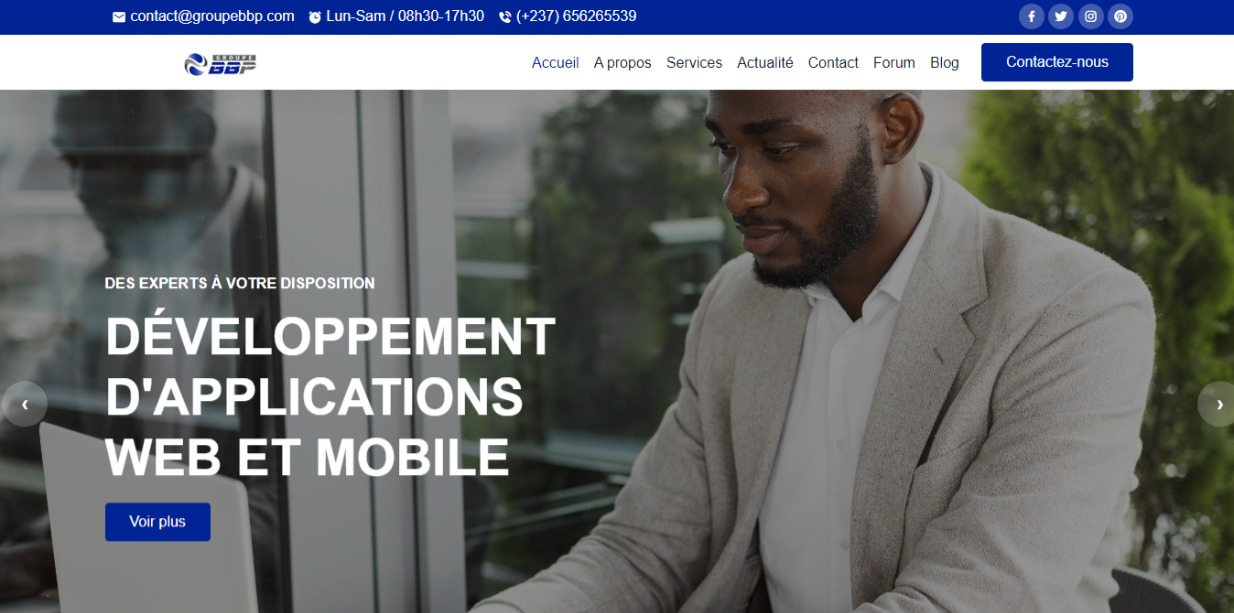 contact@groupebbp.com Lun-Sam / 08h30-17h30 (+237) 656265539
GROUPE
BBP
Accueil A propos Services Actualité Contact Forum Blog Contactez-nous
DES EXPERTS À VOTRE DISPOSITION
DÉVELOPPEMENT
D'APPLICATIONS
WEB ET MOBILE
Voir plus